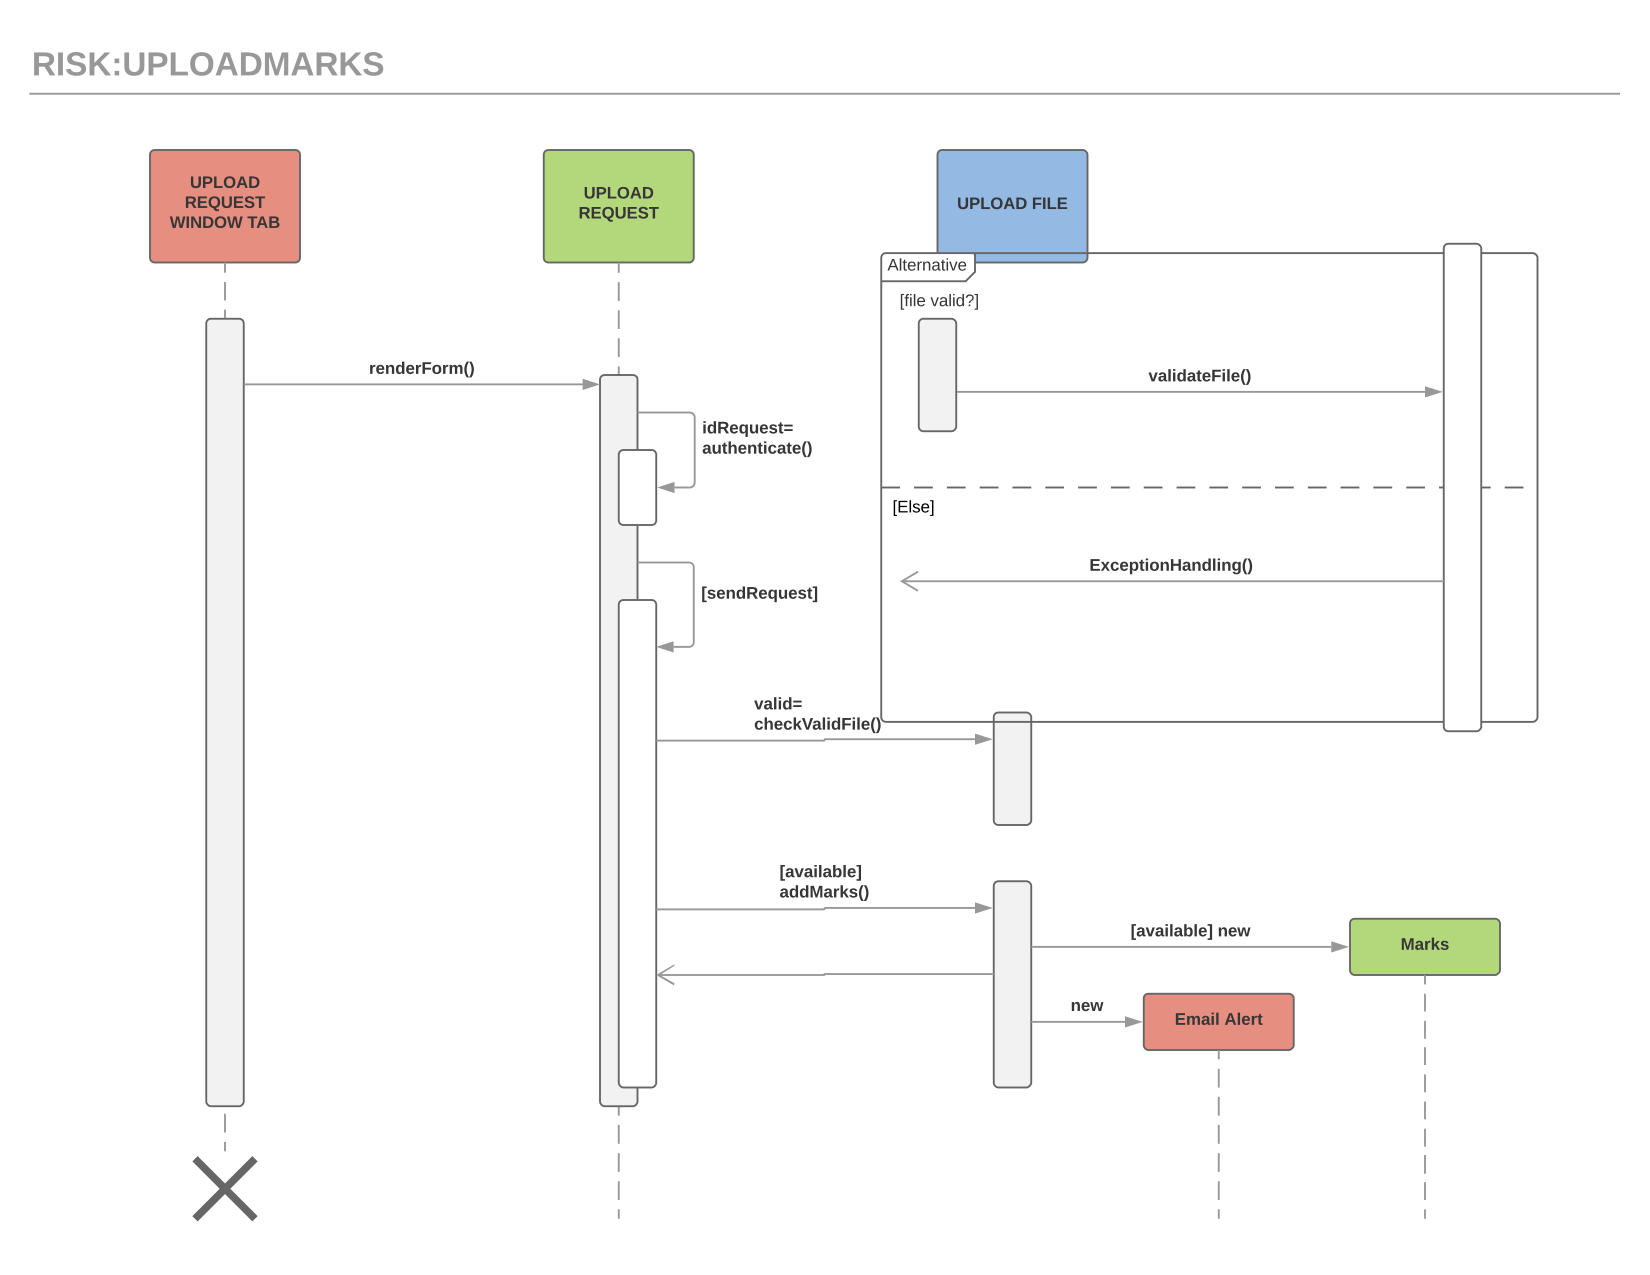 RISK:UPLOADMARKS
UPLOAD
REQUEST
WINDOW TAB
UPLOAD
REQUEST
UPLOAD FILE
Alternative
[file valid?]
renderForm()
validateFile()
idRequest=
authenticate()
[Else]
ExceptionHandling()
[sendRequest]
valid=
checkValidFile()
[available]
addMarks()
[available] new
Marks
new
Email Alert